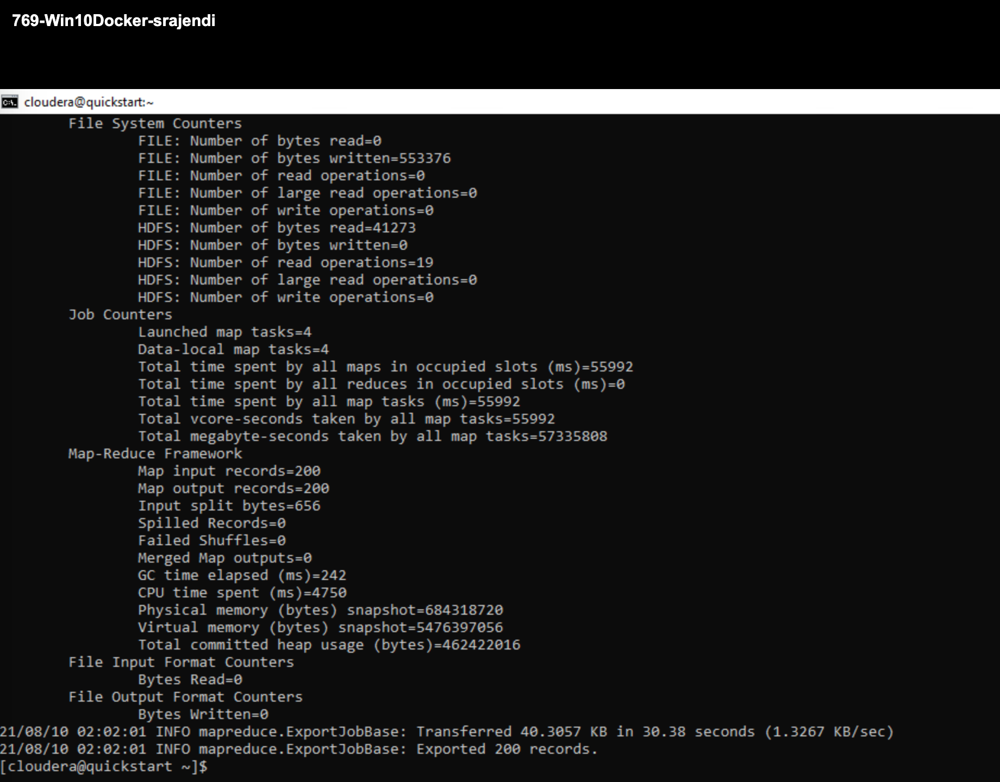 769-Win10Docker-srajendi
C:\. cloudera@quickstart:~
File System Counters
FILE: Number of bytes read=0
FILE: Number of bytes written=553376
FILE: Number of read operations=0
FILE: Number of large read operations=0
FILE: Number of write operations=0
HDFS: Number of bytes read=41273
HDFS: Number of bytes written=0
HDFS: Number of read operations=19
HDFS: Number of large read operations=0
HDFS: Number of write operations=0
Job Counters
Launched map tasks=4
Data-local map tasks=4
Total time spent by all maps in occupied slots (ms)=55992
Total time spent by all reduces in occupied slots (ms)=0
Total time spent by all map tasks (ms)=55992
Total vcore-seconds taken by all map tasks=55992
Total megabyte-seconds taken by all map tasks=57335808
Map-Reduce Framework
Map input records=200
Map output records=200
Input split bytes=656
Spilled Records=0
Failed Shuffles=0
Merged Map outputs=0
GC time elapsed (ms)=242
CPU time spent (ms)=4750
Physical memory (bytes) snapshot=684318720
Virtual memory (bytes) snapshot=5476397056
Total committed heap usage (bytes)=462422016
File Input Format Counters
Bytes Read=0
File Output Format Counters
Bytes Written=0
21/08/10 02:02:01 INFO mapreduce.ExportJobBase: Transferred 40.3057 KB in 30.38 seconds (1.3267 KB/sec)
21/08/10 02:02:01 INFO mapreduce.ExportJobBase: Exported 200 records.
[cloudera@quickstart ~]$